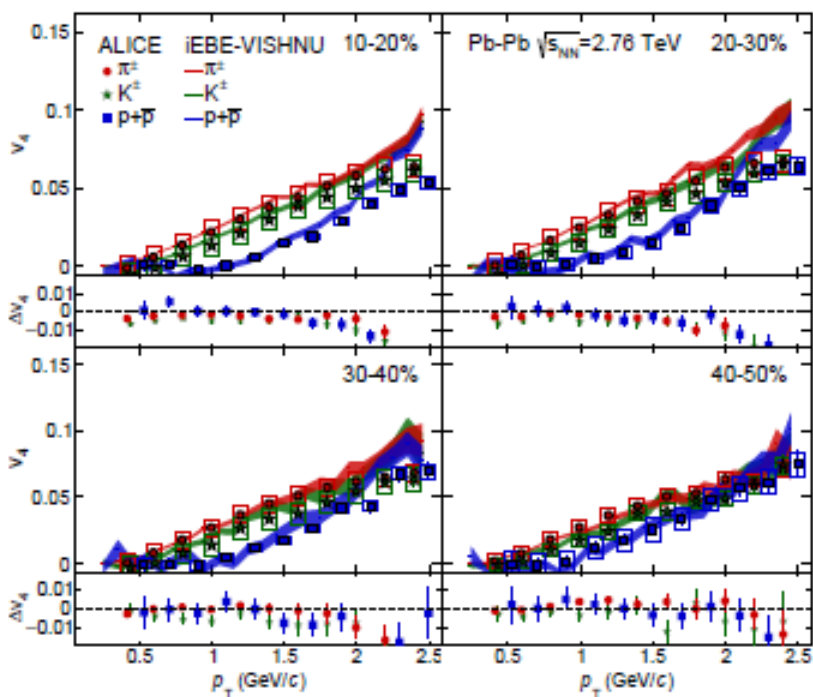 0.15
ALICE iEBE-VISHNU 10-20%
π± π±
K± K±
p+p̅ p+p̅
Pb-Pb √sNN=2.76 TeV 20-30%
0.1
v4
0.05
0
0.01
Δv4 0
−0.01
0.15
30-40%
40-50%
0.1
v4
0.05
0
0.01
Δv4 0
−0.01
0.5 1 1.5 2 2.5
0.5 1 1.5 2 2.5
pT (GeV/c)
pT (GeV/c)